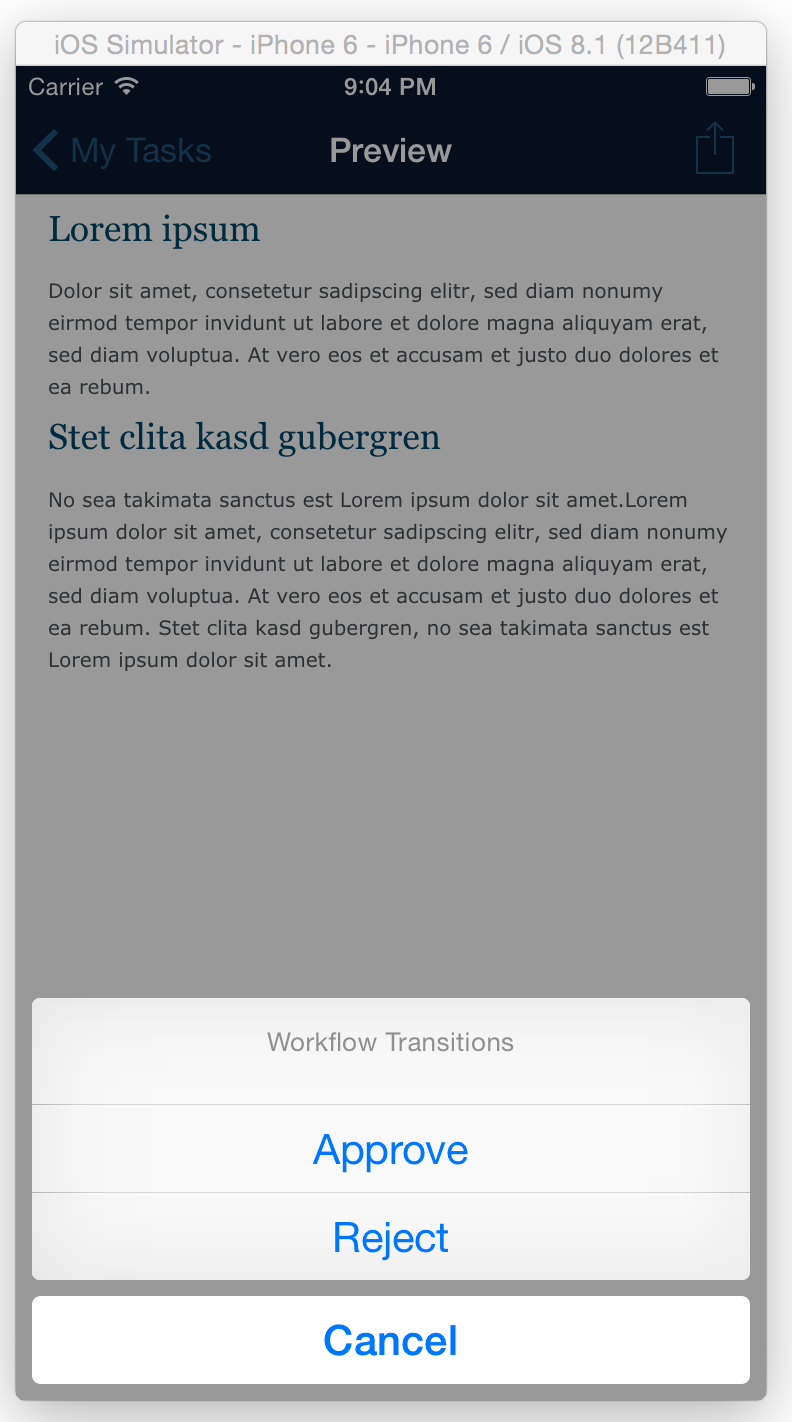 iOS Simulator - iPhone 6 - iPhone 6 / iOS 8.1 (12B411)
Carrier 9:04 PM
My Tasks Preview
Lorem ipsum
Dolor sit amet, consetetur sadipscing elitr, sed diam nonumy
eirmod tempor invidunt ut labore et dolore magna aliquyam erat,
sed diam voluptua. At vero eos et accusam et justo duo dolores et
ea rebum.
Stet clita kasd gubergren
No sea takimata sanctus est Lorem ipsum dolor sit amet.Lorem
ipsum dolor sit amet, consetetur sadipscing elitr, sed diam nonumy
eirmod tempor invidunt ut labore et dolore magna aliquyam erat,
sed diam voluptua. At vero eos et accusam et justo duo dolores et
ea rebum. Stet clita kasd gubergren, no sea takimata sanctus est
Lorem ipsum dolor sit amet.
Workflow Transitions
Approve
Reject
Cancel